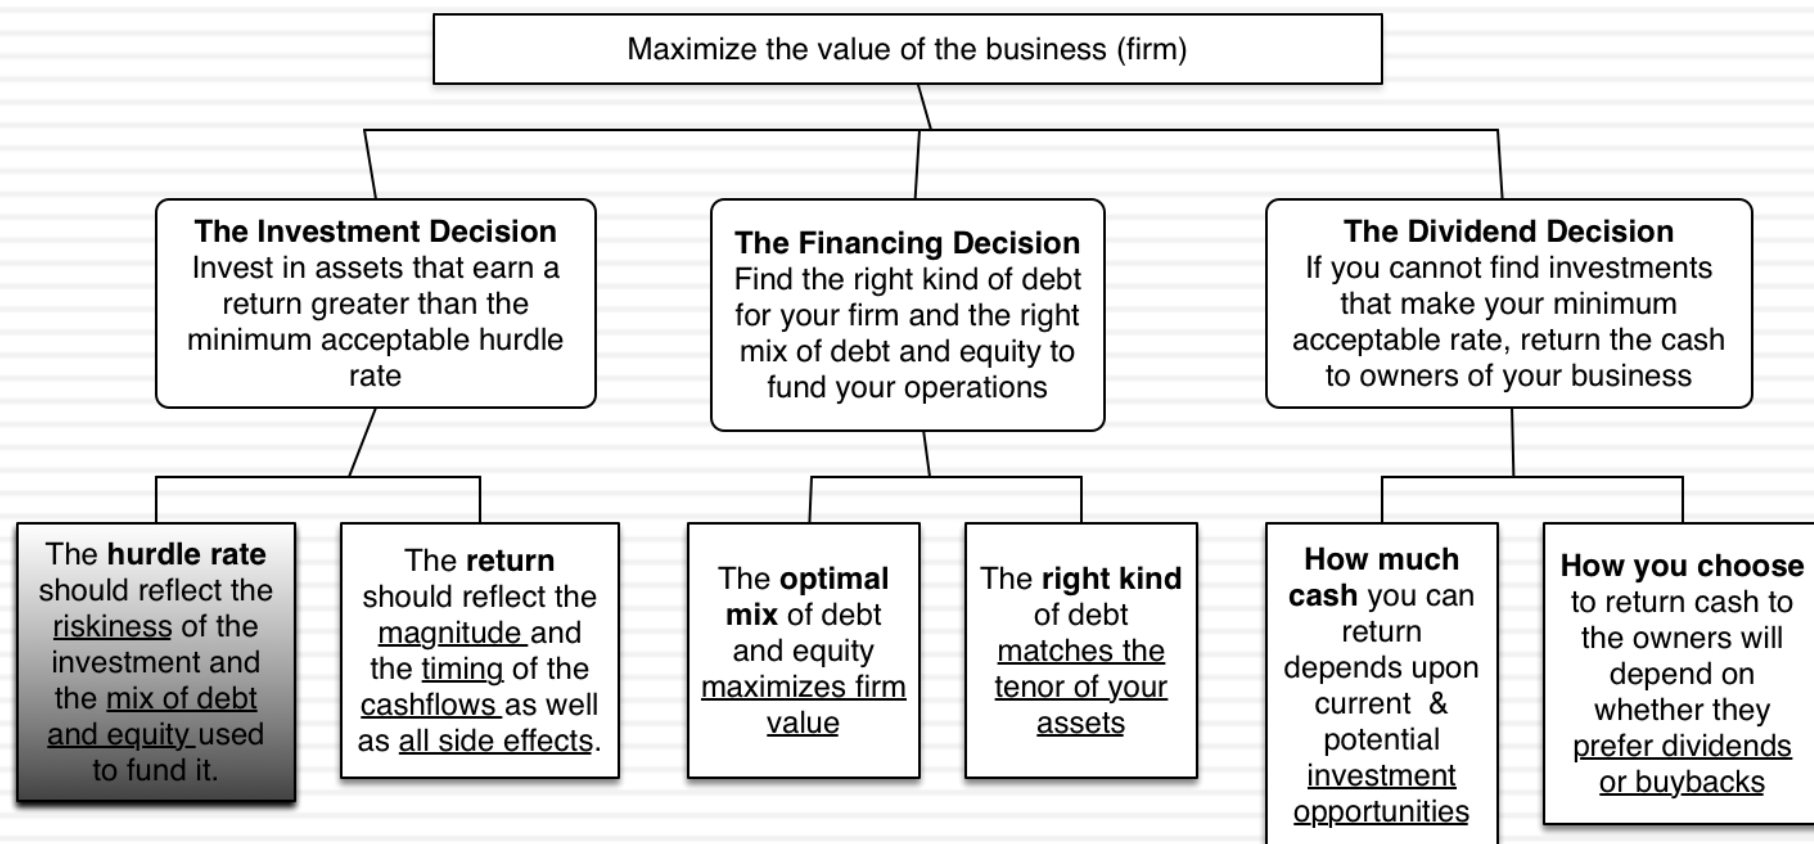 Maximize the value of the business (firm)
The Investment Decision
Invest in assets that earn a
return greater than the
minimum acceptable hurdle
rate
The Financing Decision
Find the right kind of debt
for your firm and the right
mix of debt and equity to
fund your operations
The Dividend Decision
If you cannot find investments
that make your minimum
acceptable rate, return the cash
to owners of your business
The hurdle rate
should reflect the
riskiness of the
investment and
the mix of debt
and equity used
to fund it.
The return
should reflect the
magnitude and
the timing of the
cashflows as well
as all side effects.
The optimal
mix of debt
and equity
maximizes firm
value
The right kind
of debt
matches the
tenor of your
assets
How much
cash you can
return
depends upon
current &
potential
investment
opportunities
How you choose
to return cash to
the owners will
depend on
whether they
prefer dividends
or buybacks